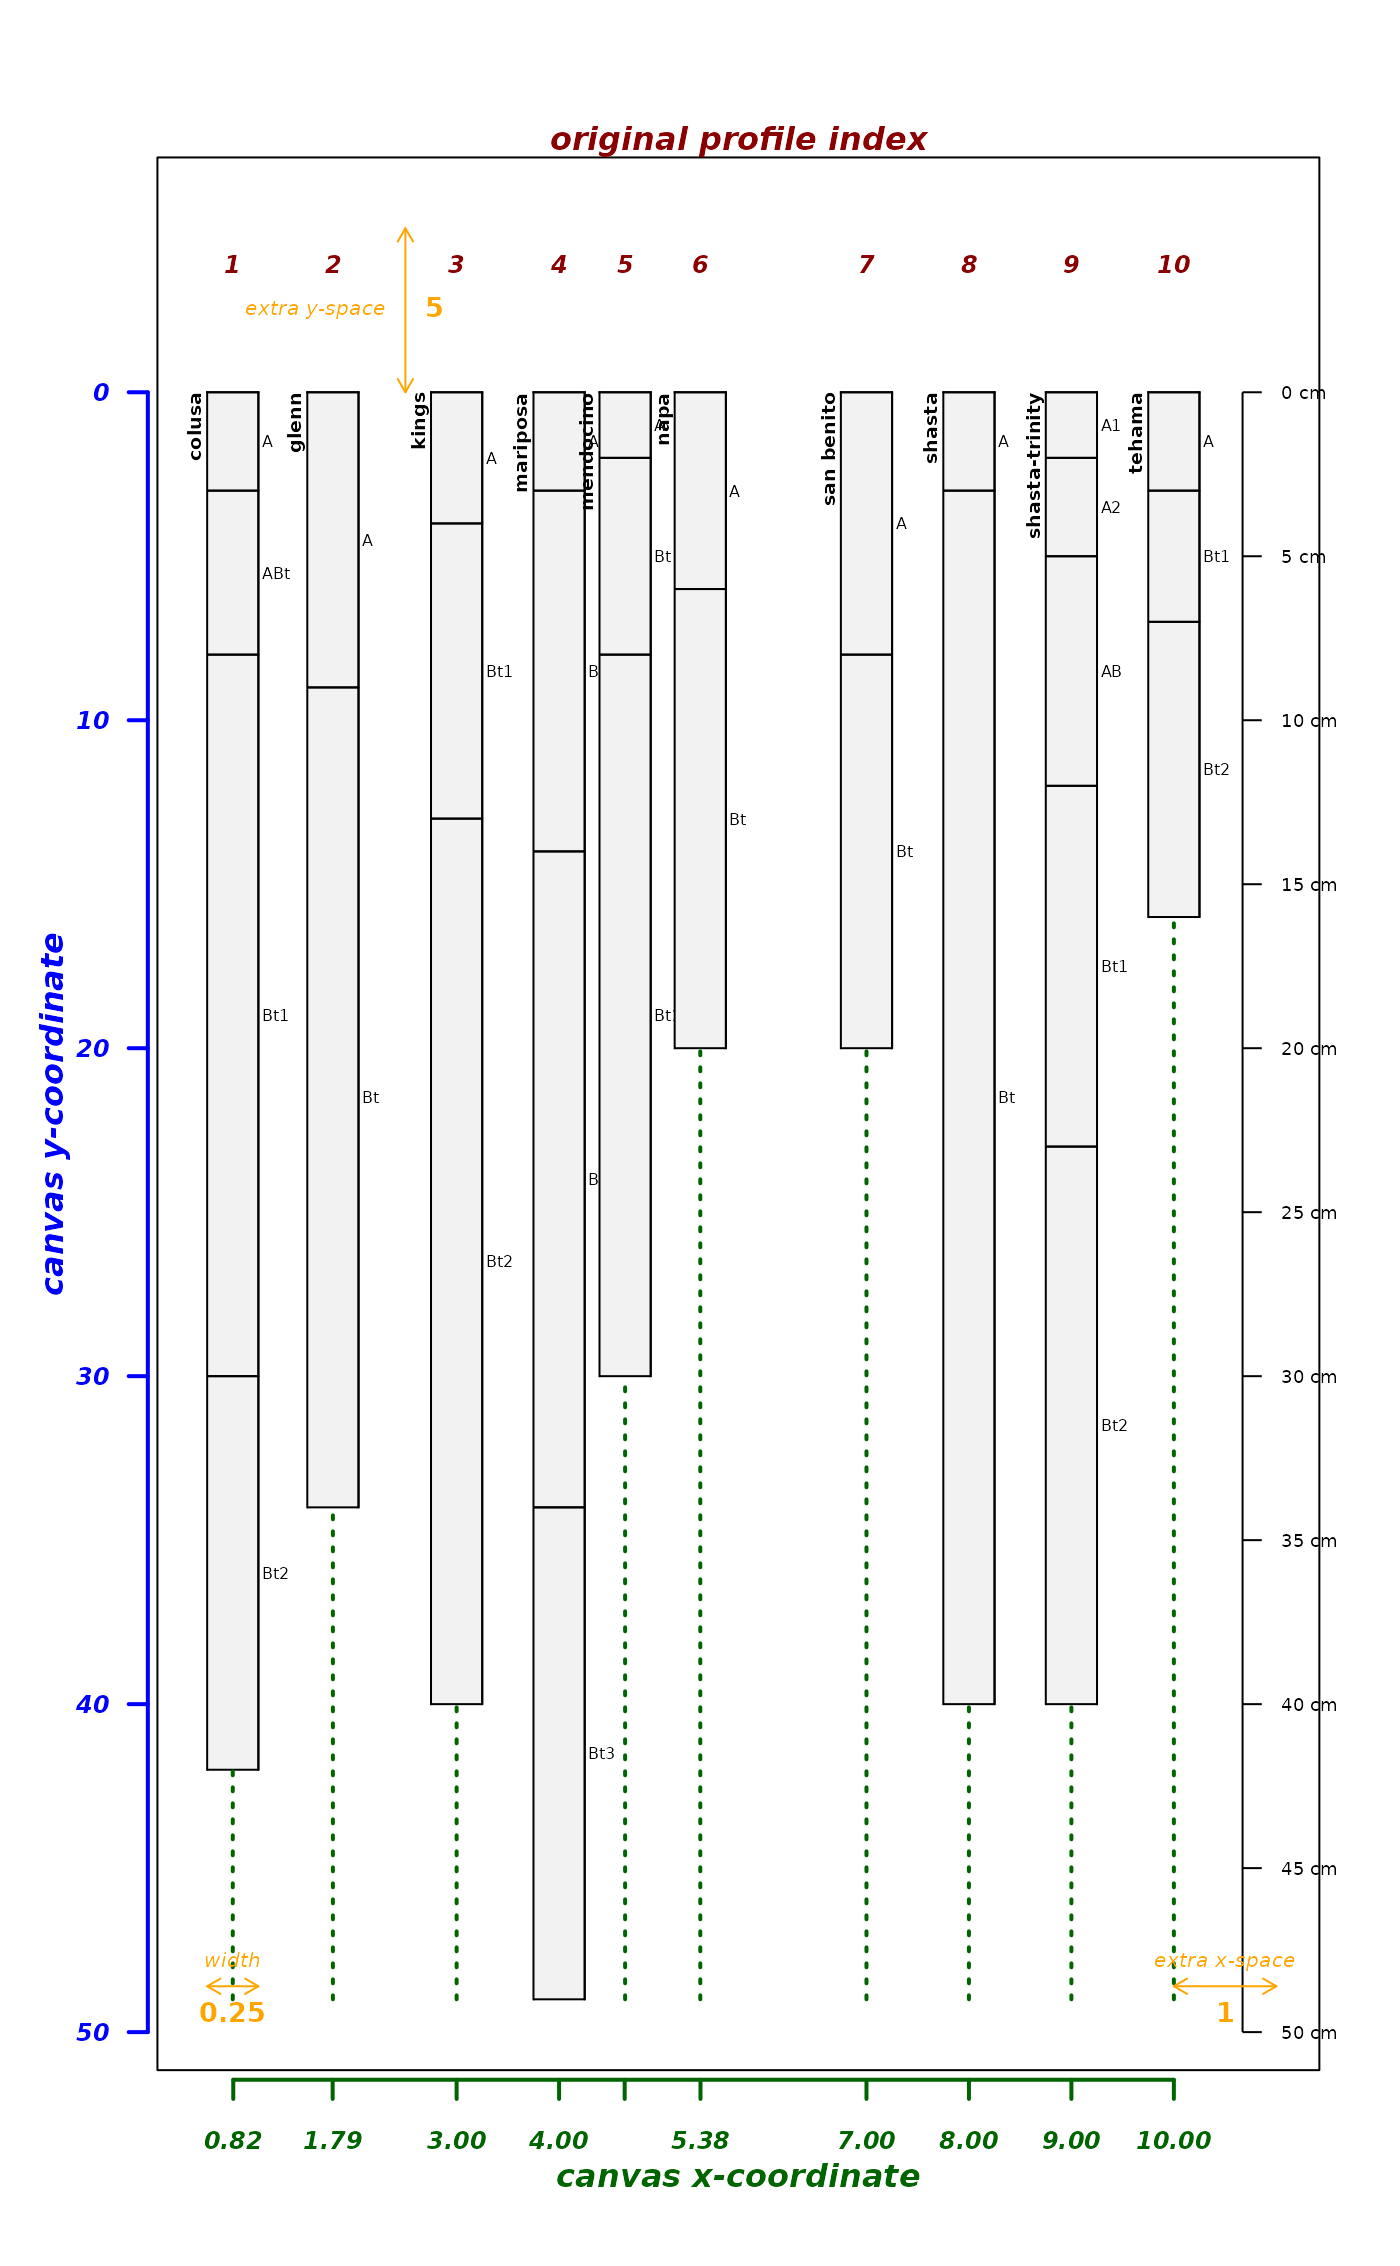 original profile index
1 2 3 4 5 6 7 8 9 10
extra y-space 5
0
10
20
30
40
50
canvas y-coordinate
colusa
A
ABt
Bt1
Bt2
glenn
A
Bt
kings
A
Bt1
Bt2
mariposa
A
Bt3
mendocino
Bt
napa
A
Bt
san benito
A
Bt
shasta
A
Bt
shasta-trinity
A1
A2
AB
Bt1
Bt2
tehama
A
Bt1
Bt2
0 cm
5 cm
10 cm
15 cm
20 cm
25 cm
30 cm
35 cm
40 cm
45 cm
50 cm
width
0.25
extra x-space
1
0.82 1.79 3.00 4.00 5.38 7.00 8.00 9.00 10.00
canvas x-coordinate